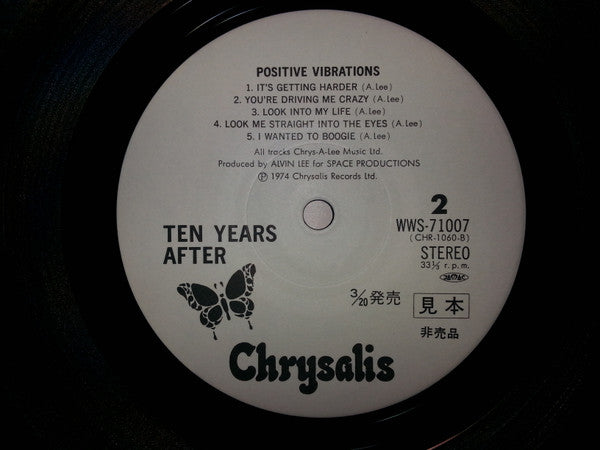 POSITIVE VIBRATIONS
1. IT'S GETTING HARDER (A.Lee)
2. YOU'RE DRIVING ME CRAZY (A.Lee)
3. LOOK INTO MY LIFE (A.Lee)
4. LOOK ME STRAIGHT INTO THE EYES (A.Lee)
5. I WANTED TO BOOGIE (A.Lee)
All tracks Chrys-A-Lee Music Ltd.
Produced by ALVIN LEE for SPACE PRODUCTIONS
Ⓟ 1974 Chrysalis Records Ltd.
2
WWS-71007
(CHR-1060-B)
STEREO
33⅓ r.p.m.
TEN YEARS
AFTER
3/20 発売
見本
非売品
Chrysalis